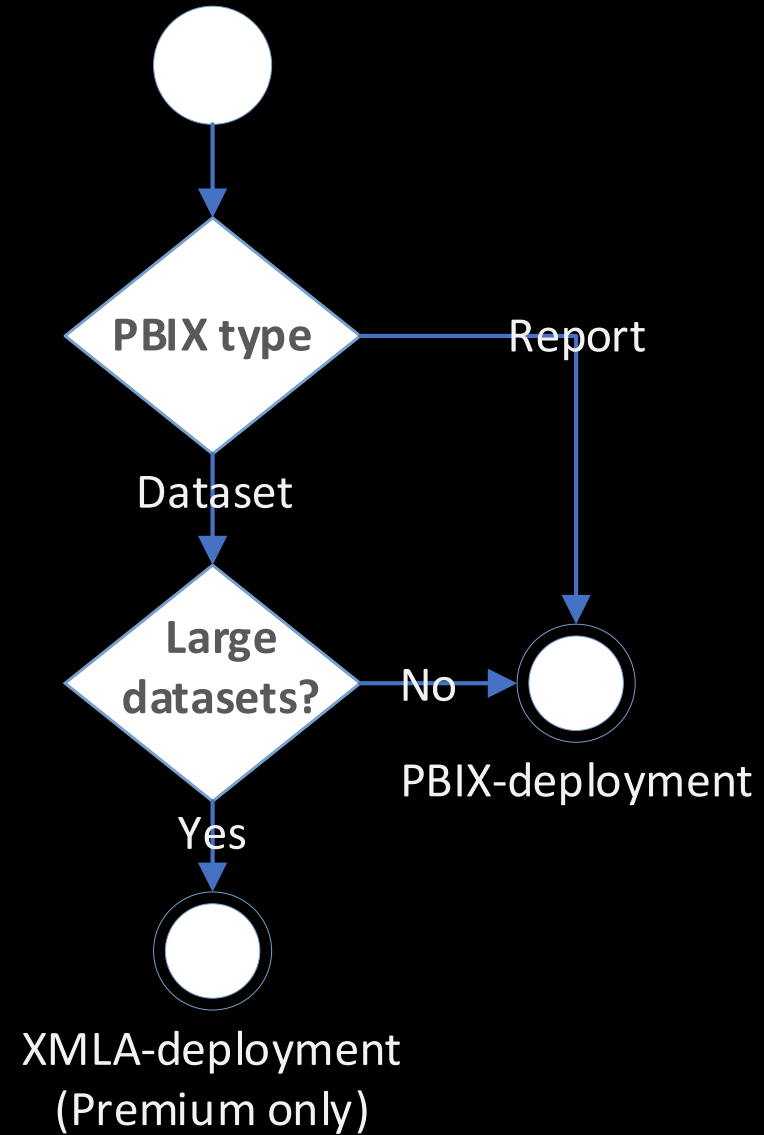 PBIX type
Report
Dataset
Large
datasets?
No
PBIX-deployment
Yes
XMLA-deployment
(Premium only)